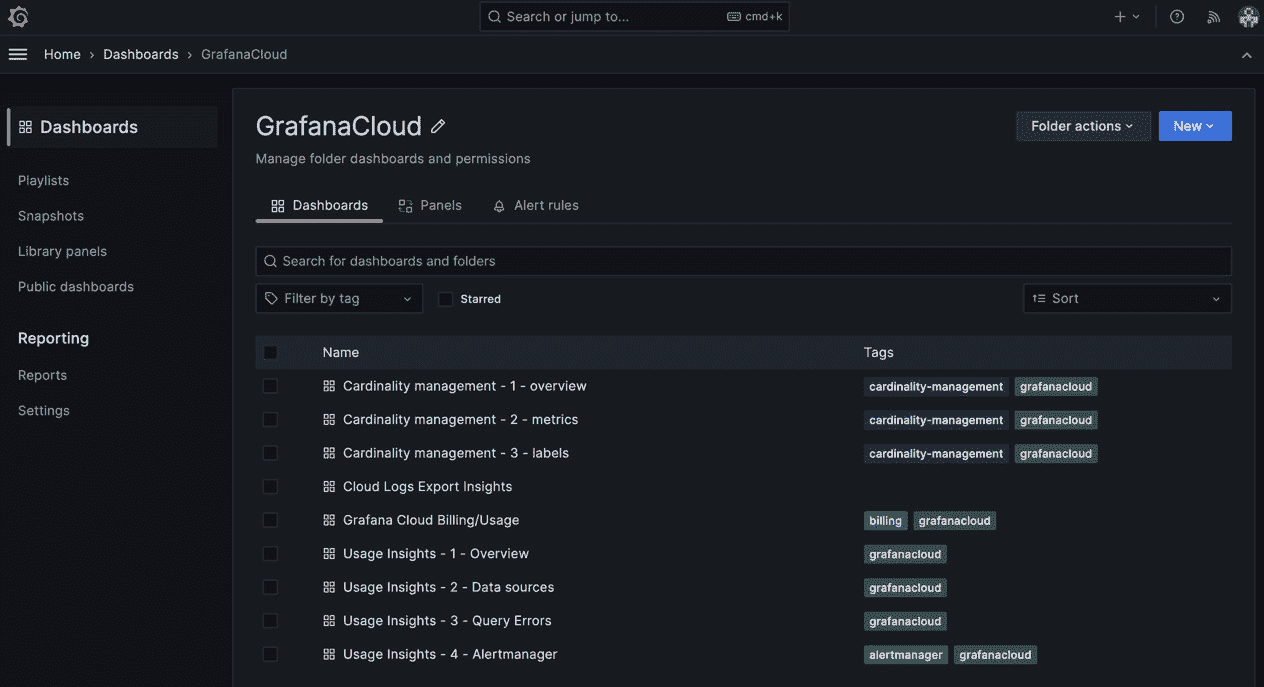 Search or jump to... cmd+k
Home › Dashboards › GrafanaCloud
Dashboards
Playlists
Snapshots
Library panels
Public dashboards
Reporting
Reports
Settings
GrafanaCloud
Folder actions
New
Manage folder dashboards and permissions
Dashboards Panels Alert rules
Search for dashboards and folders
Filter by tag Starred Sort
Name Tags
Cardinality management - 1 - overview cardinality-management grafanacloud
Cardinality management - 2 - metrics cardinality-management grafanacloud
Cardinality management - 3 - labels cardinality-management grafanacloud
Cloud Logs Export Insights
Grafana Cloud Billing/Usage billing grafanacloud
Usage Insights - 1 - Overview grafanacloud
Usage Insights - 2 - Data sources grafanacloud
Usage Insights - 3 - Query Errors grafanacloud
Usage Insights - 4 - Alertmanager alertmanager grafanacloud